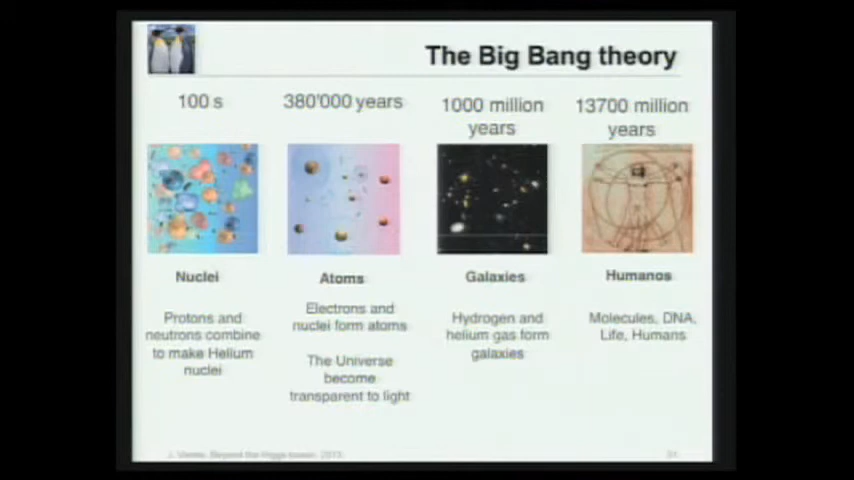 The Big Bang theory
100 s
380'000 years
1000 million
years
13700 million
years
Nuclei
Atoms
Galaxies
Humanos
Protons and
neutrons combine
to make Helium
nuclei
Electrons and
nuclei form atoms
The Universe
become
transparent to light
Hydrogen and
helium gas form
galaxies
Molecules, DNA,
Life, Humans